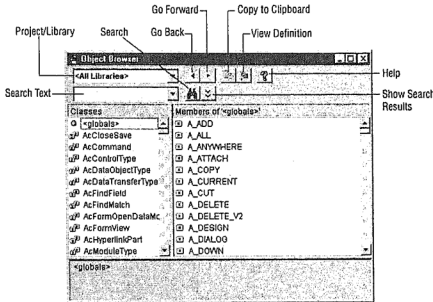 Go Forward
Copy to Clipboard
Project/Library
Search
Go Back
View Definition
Object Browser
<All Libraries>
Help
Search Text
Show Search
Results
Classes
Members of '<globals>'
<globals>
A_ADD
AcCloseSave
A_ALL
AcCommand
A_ANYWHERE
AcControlType
A_ATTACH
AcDataObjectType
A_COPY
AcDataTransferType
A_CURRENT
AcFindField
A_CUT
AcFindMatch
A_DELETE
AcFormOpenDataMc
A_DELETE_V2
AcFormView
A_DESIGN
AcHyperlinkPart
A_DIALOG
AcModuleType
A_DOWN
<globals>